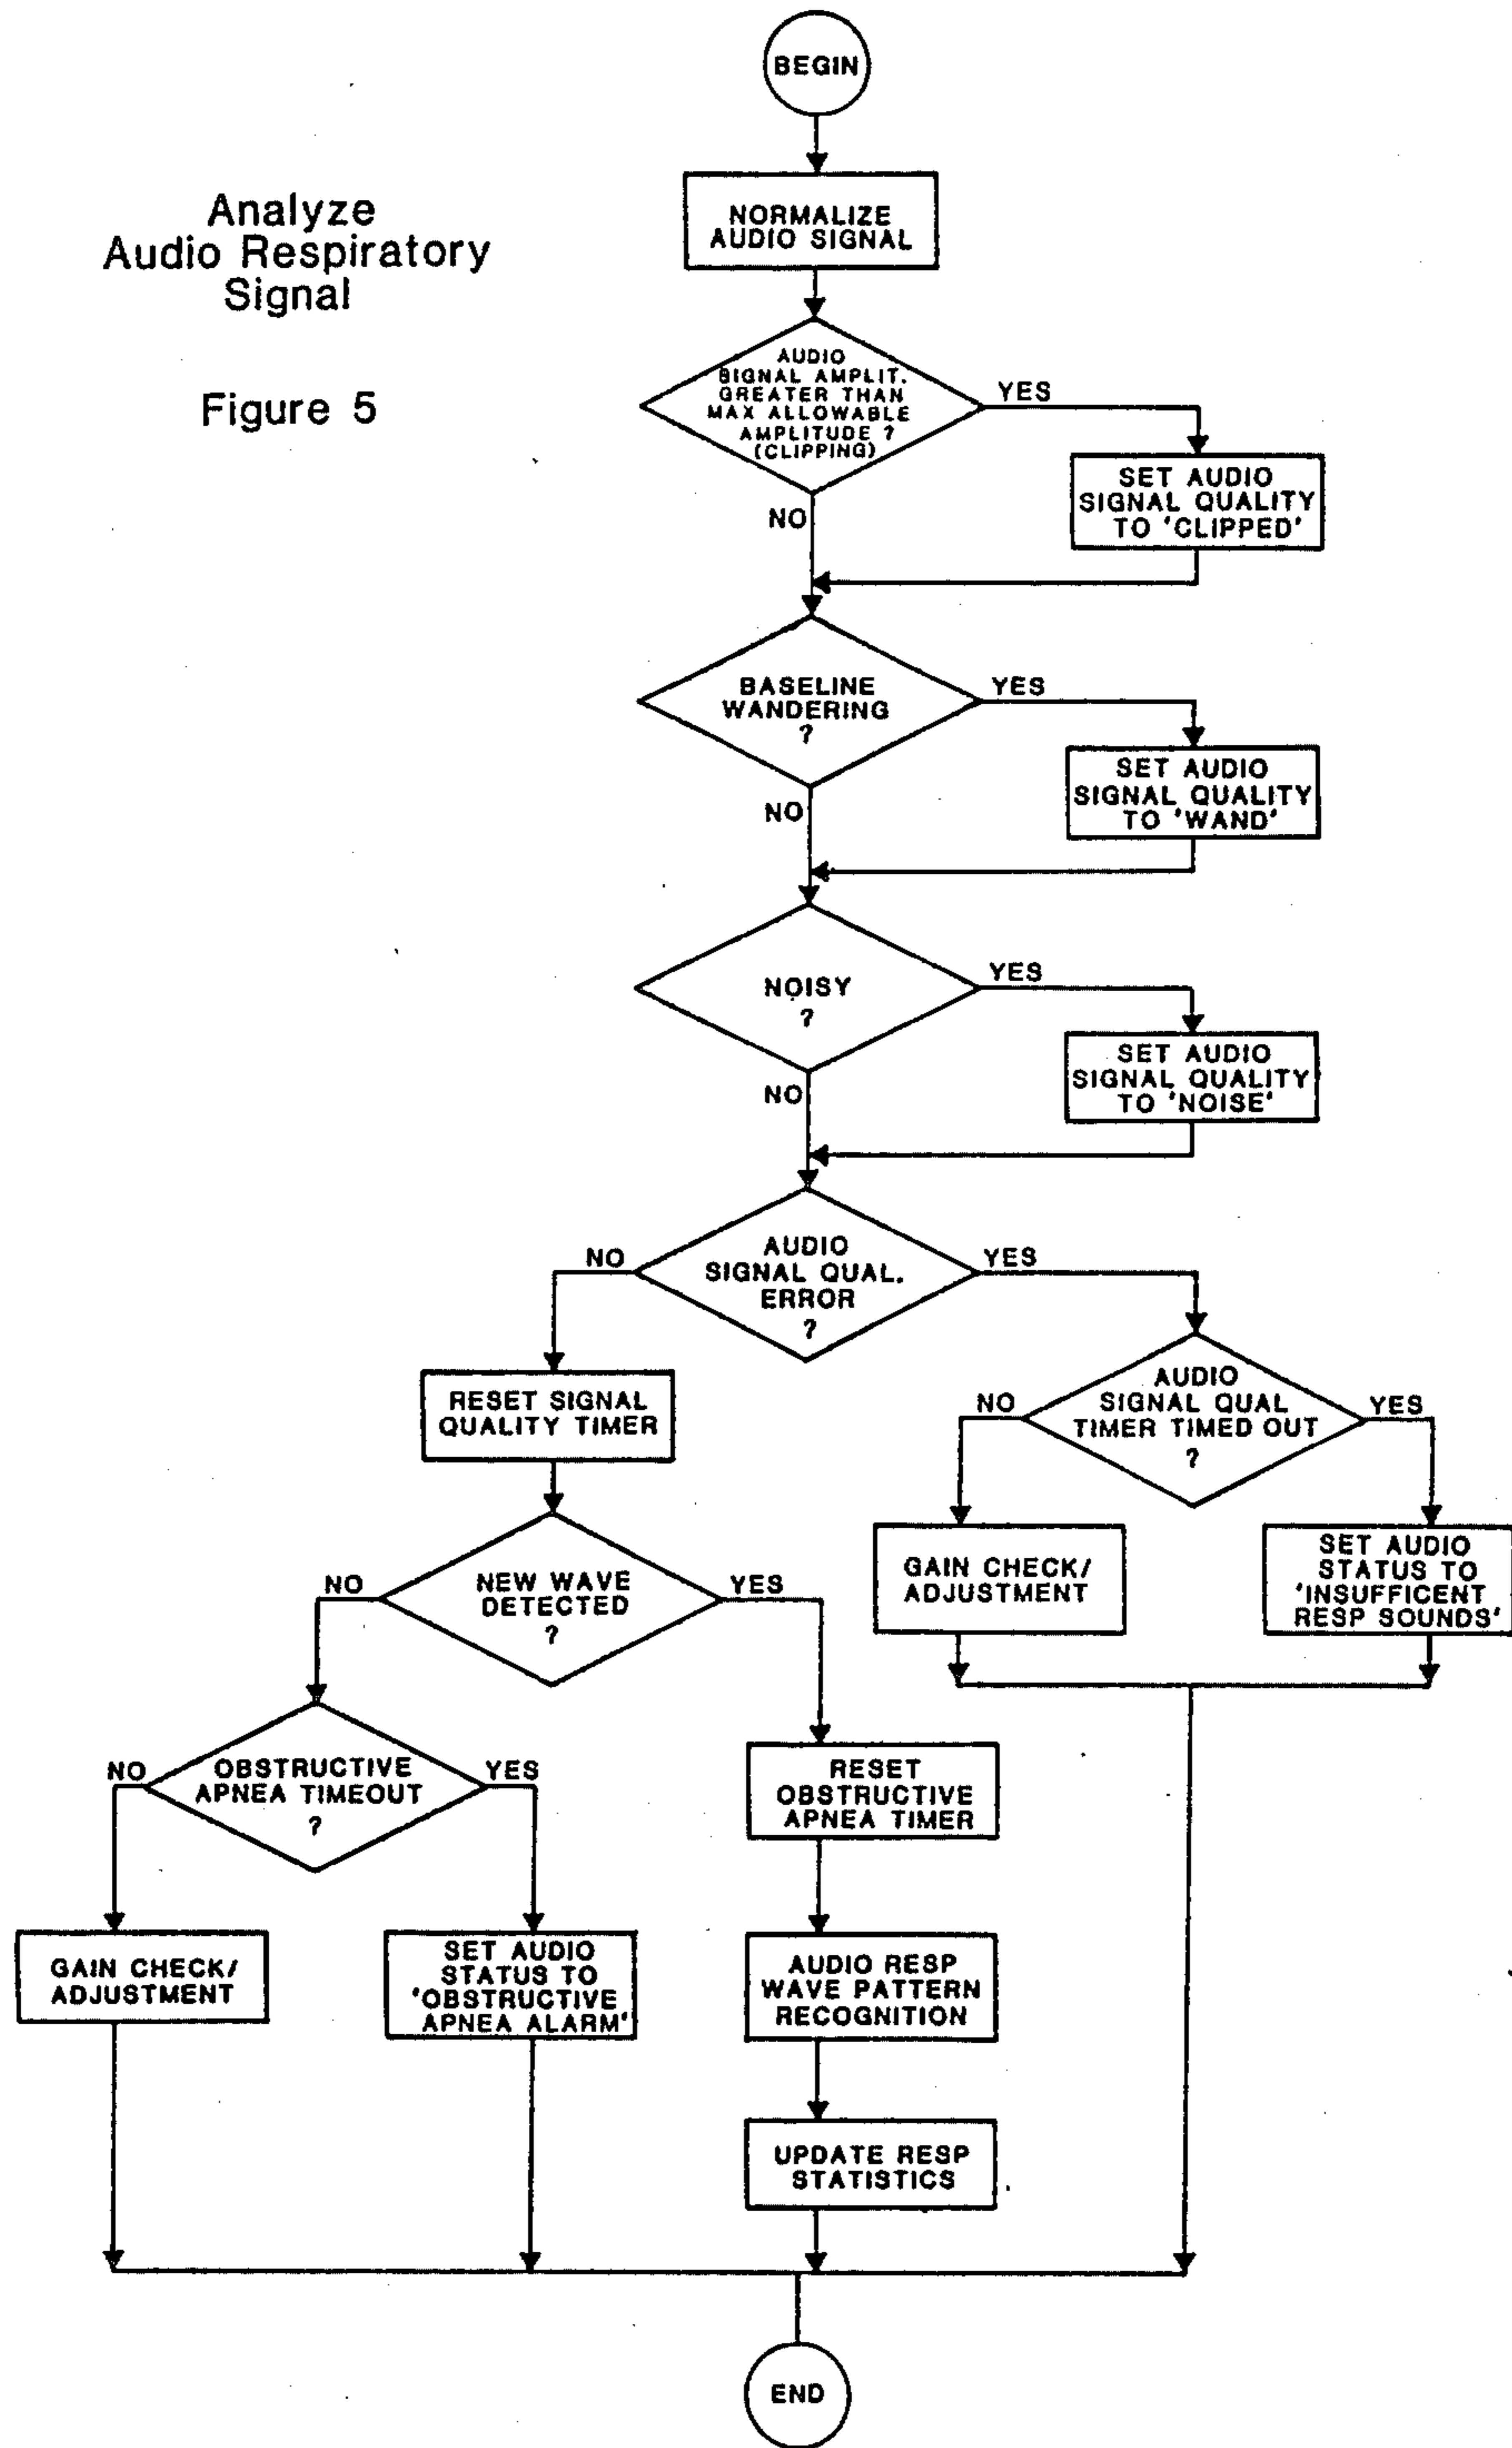 BEGIN
Analyze
Audio Respiratory
Signal
Figure 5
NORMALIZE
AUDIO SIGNAL
AUDIO
SIGNAL AMPLIT.
GREATER THAN
MAX ALLOWABLE
AMPLITUDE ?
(CLIPPING)
YES
SET AUDIO
SIGNAL QUALITY
TO 'CLIPPED'
NO
BASELINE
WANDERING
?
YES
SET AUDIO
SIGNAL QUALITY
TO 'WAND'
NO
NOISY
?
YES
SET AUDIO
SIGNAL QUALITY
TO 'NOISE'
NO
AUDIO
SIGNAL QUAL.
ERROR
?
NO
YES
RESET SIGNAL
QUALITY TIMER
AUDIO
SIGNAL QUAL
TIMER TIMED OUT
?
NO
YES
GAIN CHECK/
ADJUSTMENT
SET AUDIO
STATUS TO
'INSUFFICENT
RESP SOUNDS'
NEW WAVE
DETECTED
?
NO
YES
OBSTRUCTIVE
APNEA TIMEOUT
?
NO
YES
RESET
OBSTRUCTIVE
APNEA TIMER
GAIN CHECK/
ADJUSTMENT
SET AUDIO
STATUS TO
'OBSTRUCTIVE
APNEA ALARM'
AUDIO RESP
WAVE PATTERN
RECOGNITION
UPDATE RESP
STATISTICS
END